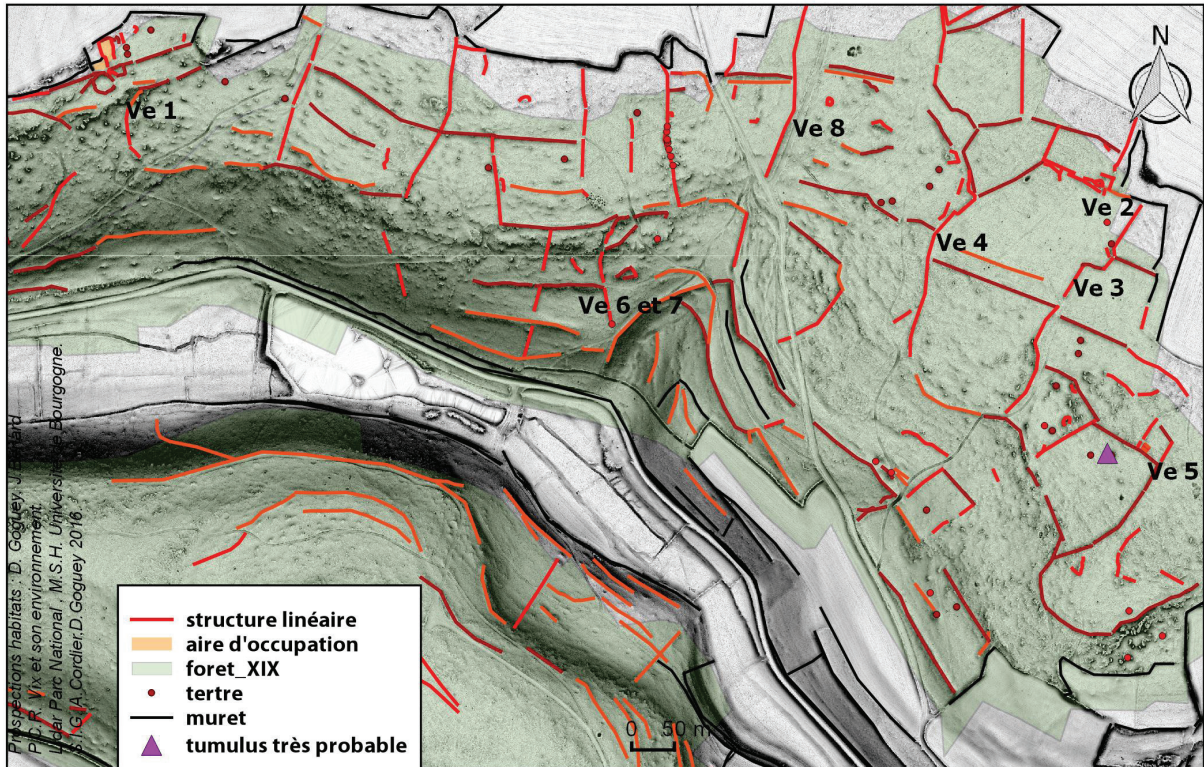 N
Ve 1
Ve 8
Ve 2
Ve 4
Ve 3
Ve 6 et 7
Ve 5
Prospections habitats : D. Goguey, J.
P.C.R. Vix et son environnement
Lidar Parc National , M.S.H. Université de Bourgogne.
S.I.G. : A.Cordier,D. Goguey 2016
structure linéaire
aire d'occupation
foret_XIX
tertre
muret
tumulus très probable
0 50 m